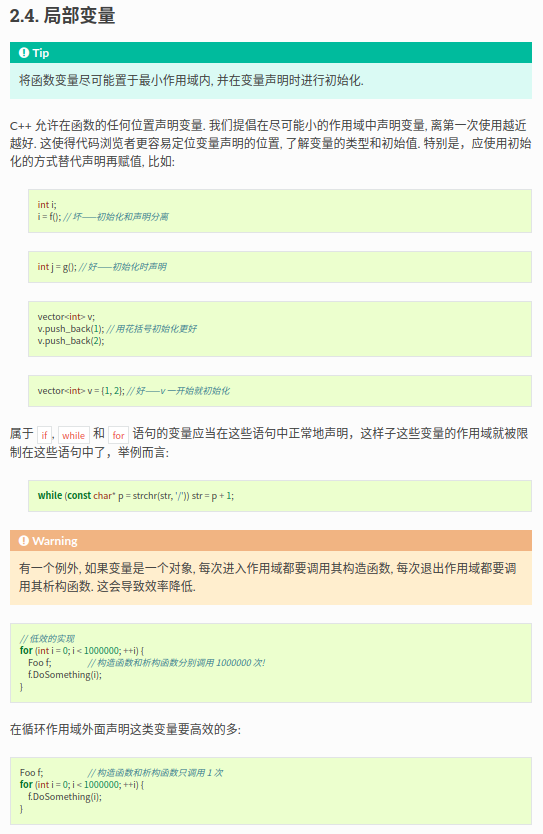 2.4. 局部变量
Tip
将函数变量尽可能置于最小作用域内, 并在变量声明时进行初始化.
C++ 允许在函数的任何位置声明变量. 我们提倡在尽可能小的作用域中声明变量, 离第一次使用越近
越好. 这使得代码浏览者更容易定位变量声明的位置, 了解变量的类型和初始值. 特别是，应使用初始
化的方式替代声明再赋值, 比如:
int i;
i = f(); // 坏——初始化和声明分离
int j = g(); // 好——初始化时声明
vector<int> v;
v.push_back(1); // 用花括号初始化更好
v.push_back(2);
vector<int> v = {1, 2}; // 好——v 一开始就初始化
属于 if, while 和 for 语句的变量应当在这些语句中正常地声明，这样子这些变量的作用域就被限
制在这些语句中了，举例而言:
while (const char* p = strchr(str, '/')) str = p + 1;
Warning
有一个例外, 如果变量是一个对象, 每次进入作用域都要调用其构造函数, 每次退出作用域都要调
用其析构函数. 这会导致效率降低.
// 低效的实现
for (int i = 0; i < 1000000; ++i) {
Foo f; // 构造函数和析构函数分别调用 1000000 次!
f.DoSomething(i);
}
在循环作用域外面声明这类变量要高效的多:
Foo f; // 构造函数和析构函数只调用 1 次
for (int i = 0; i < 1000000; ++i) {
f.DoSomething(i);
}